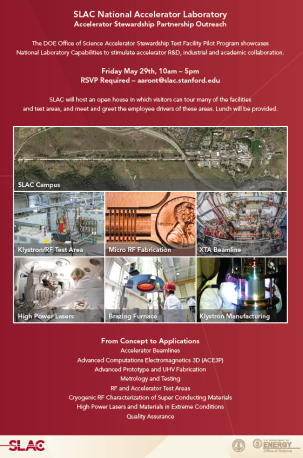 SLAC National Accelerator Laboratory
Accelerator Stewardship Partnership Outreach
The DOE Office of Science Accelerator Stewardship Test Facility Pilot Program showcases
National Laboratory Capabilities to stimulate accelerator R&D, industrial and academic collaboration.
Friday May 29th, 10am – 5pm
RSVP Required – aaront@slac.stanford.edu
SLAC will host an open house in which visitors can tour many of the facilities
and test areas, and meet and greet the employee drivers of these areas. Lunch will be provided.
SLAC Campus
Klystron/RF Test Area
Micro RF Fabrication
XTA Beamline
High Power Lasers
Brazing Furnace
Klystron Manufacturing
From Concept to Applications
Accelerator Beamlines
Advanced Computations Electromagnetics 3D (ACE3P)
Advanced Prototype and UHV Fabrication
Metrology and Testing
RF and Accelerator Test Areas
Cryogenic RF Characterization of Super Conducting Materials
High Power Lasers and Materials in Extreme Conditions
Quality Assurance
SLAC
U.S. DEPARTMENT OF
ENERGY
Office of Science